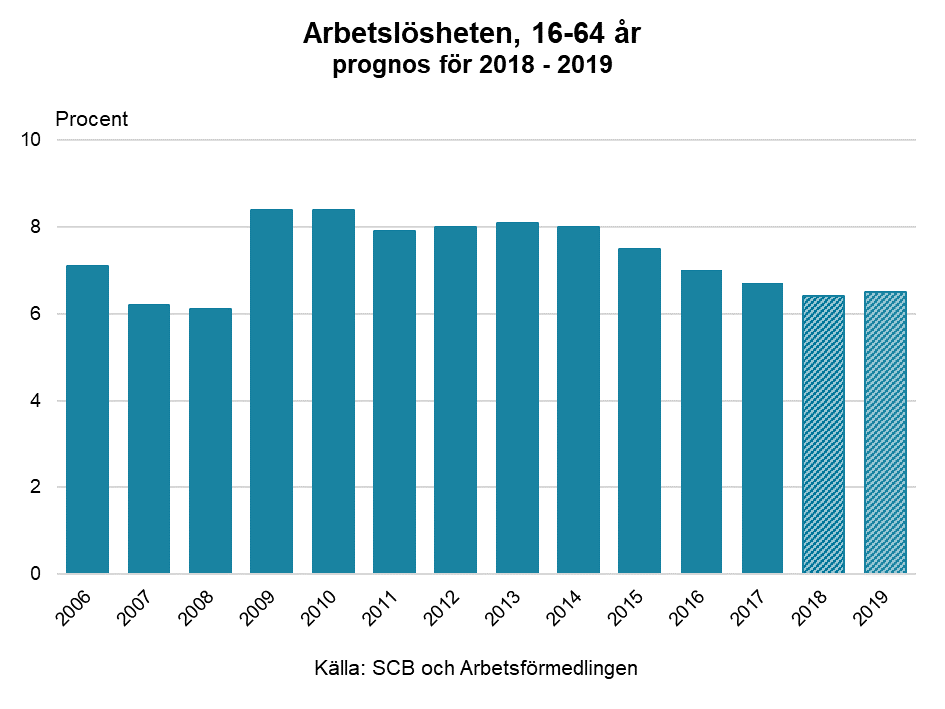 Arbetslösheten, 16-64 år
prognos för 2018 - 2019
Procent
10
8
6
4
2
0
2006 2007 2008 2009 2010 2011 2012 2013 2014 2015 2016 2017 2018 2019
Källa: SCB och Arbetsförmedlingen